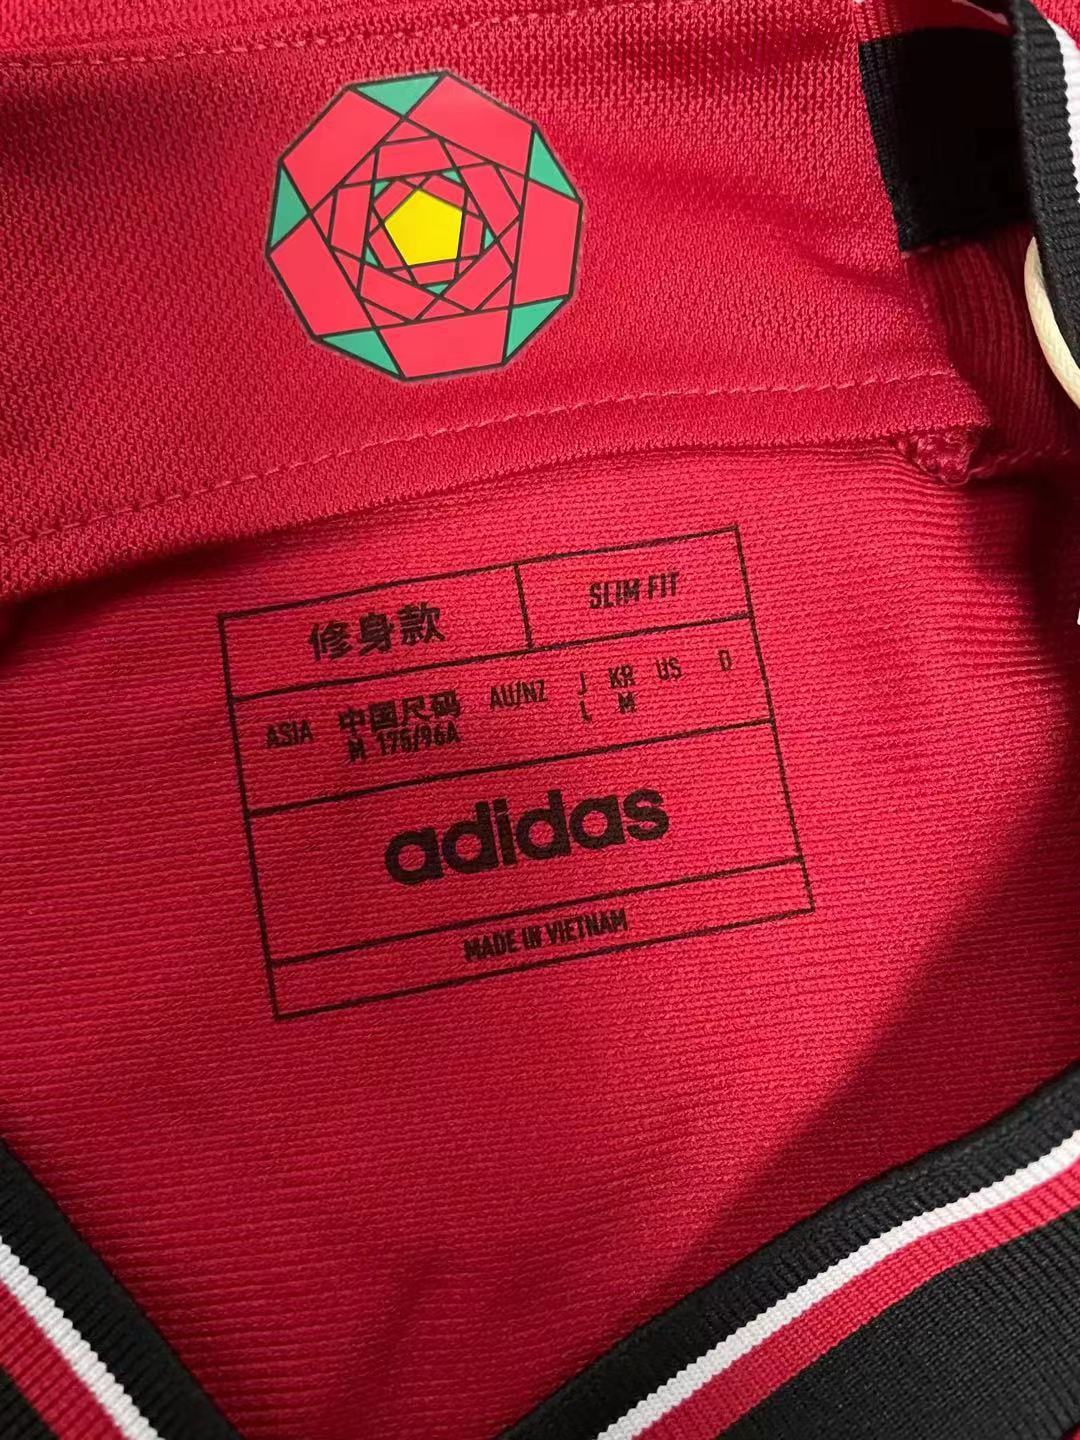 修身款 SLIM FIT
ASIA 中国尺码 AU/NZ J KR US D
M 175/96A L M
adidas
MADE IN VIETNAM